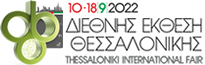 10-18 9/2022
ΔΙΕΘΝΗΣ ΕΚΘΕΣΗ
ΘΕΣΣΑΛΟΝΙΚΗΣ
THESSALONIKI INTERNATIONAL FAIR